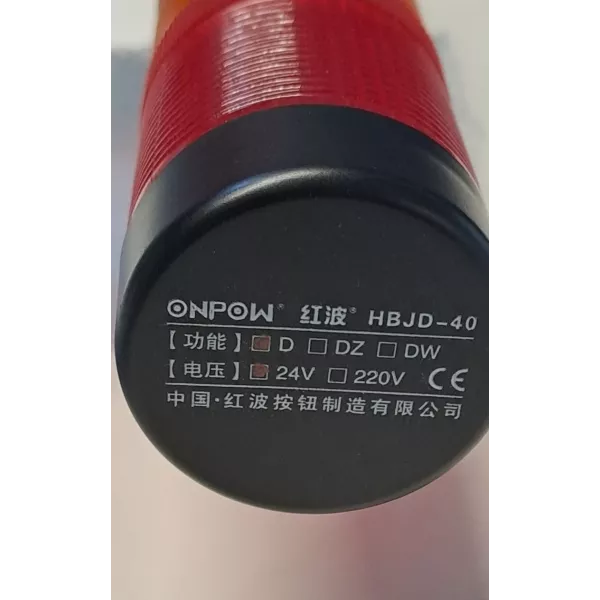 ONPOW® 红波® HBJD-40
【功能】☑ D ☐ DZ ☐ DW
【电压】☑ 24V ☐ 220V CE
中国·红波按钮制造有限公司